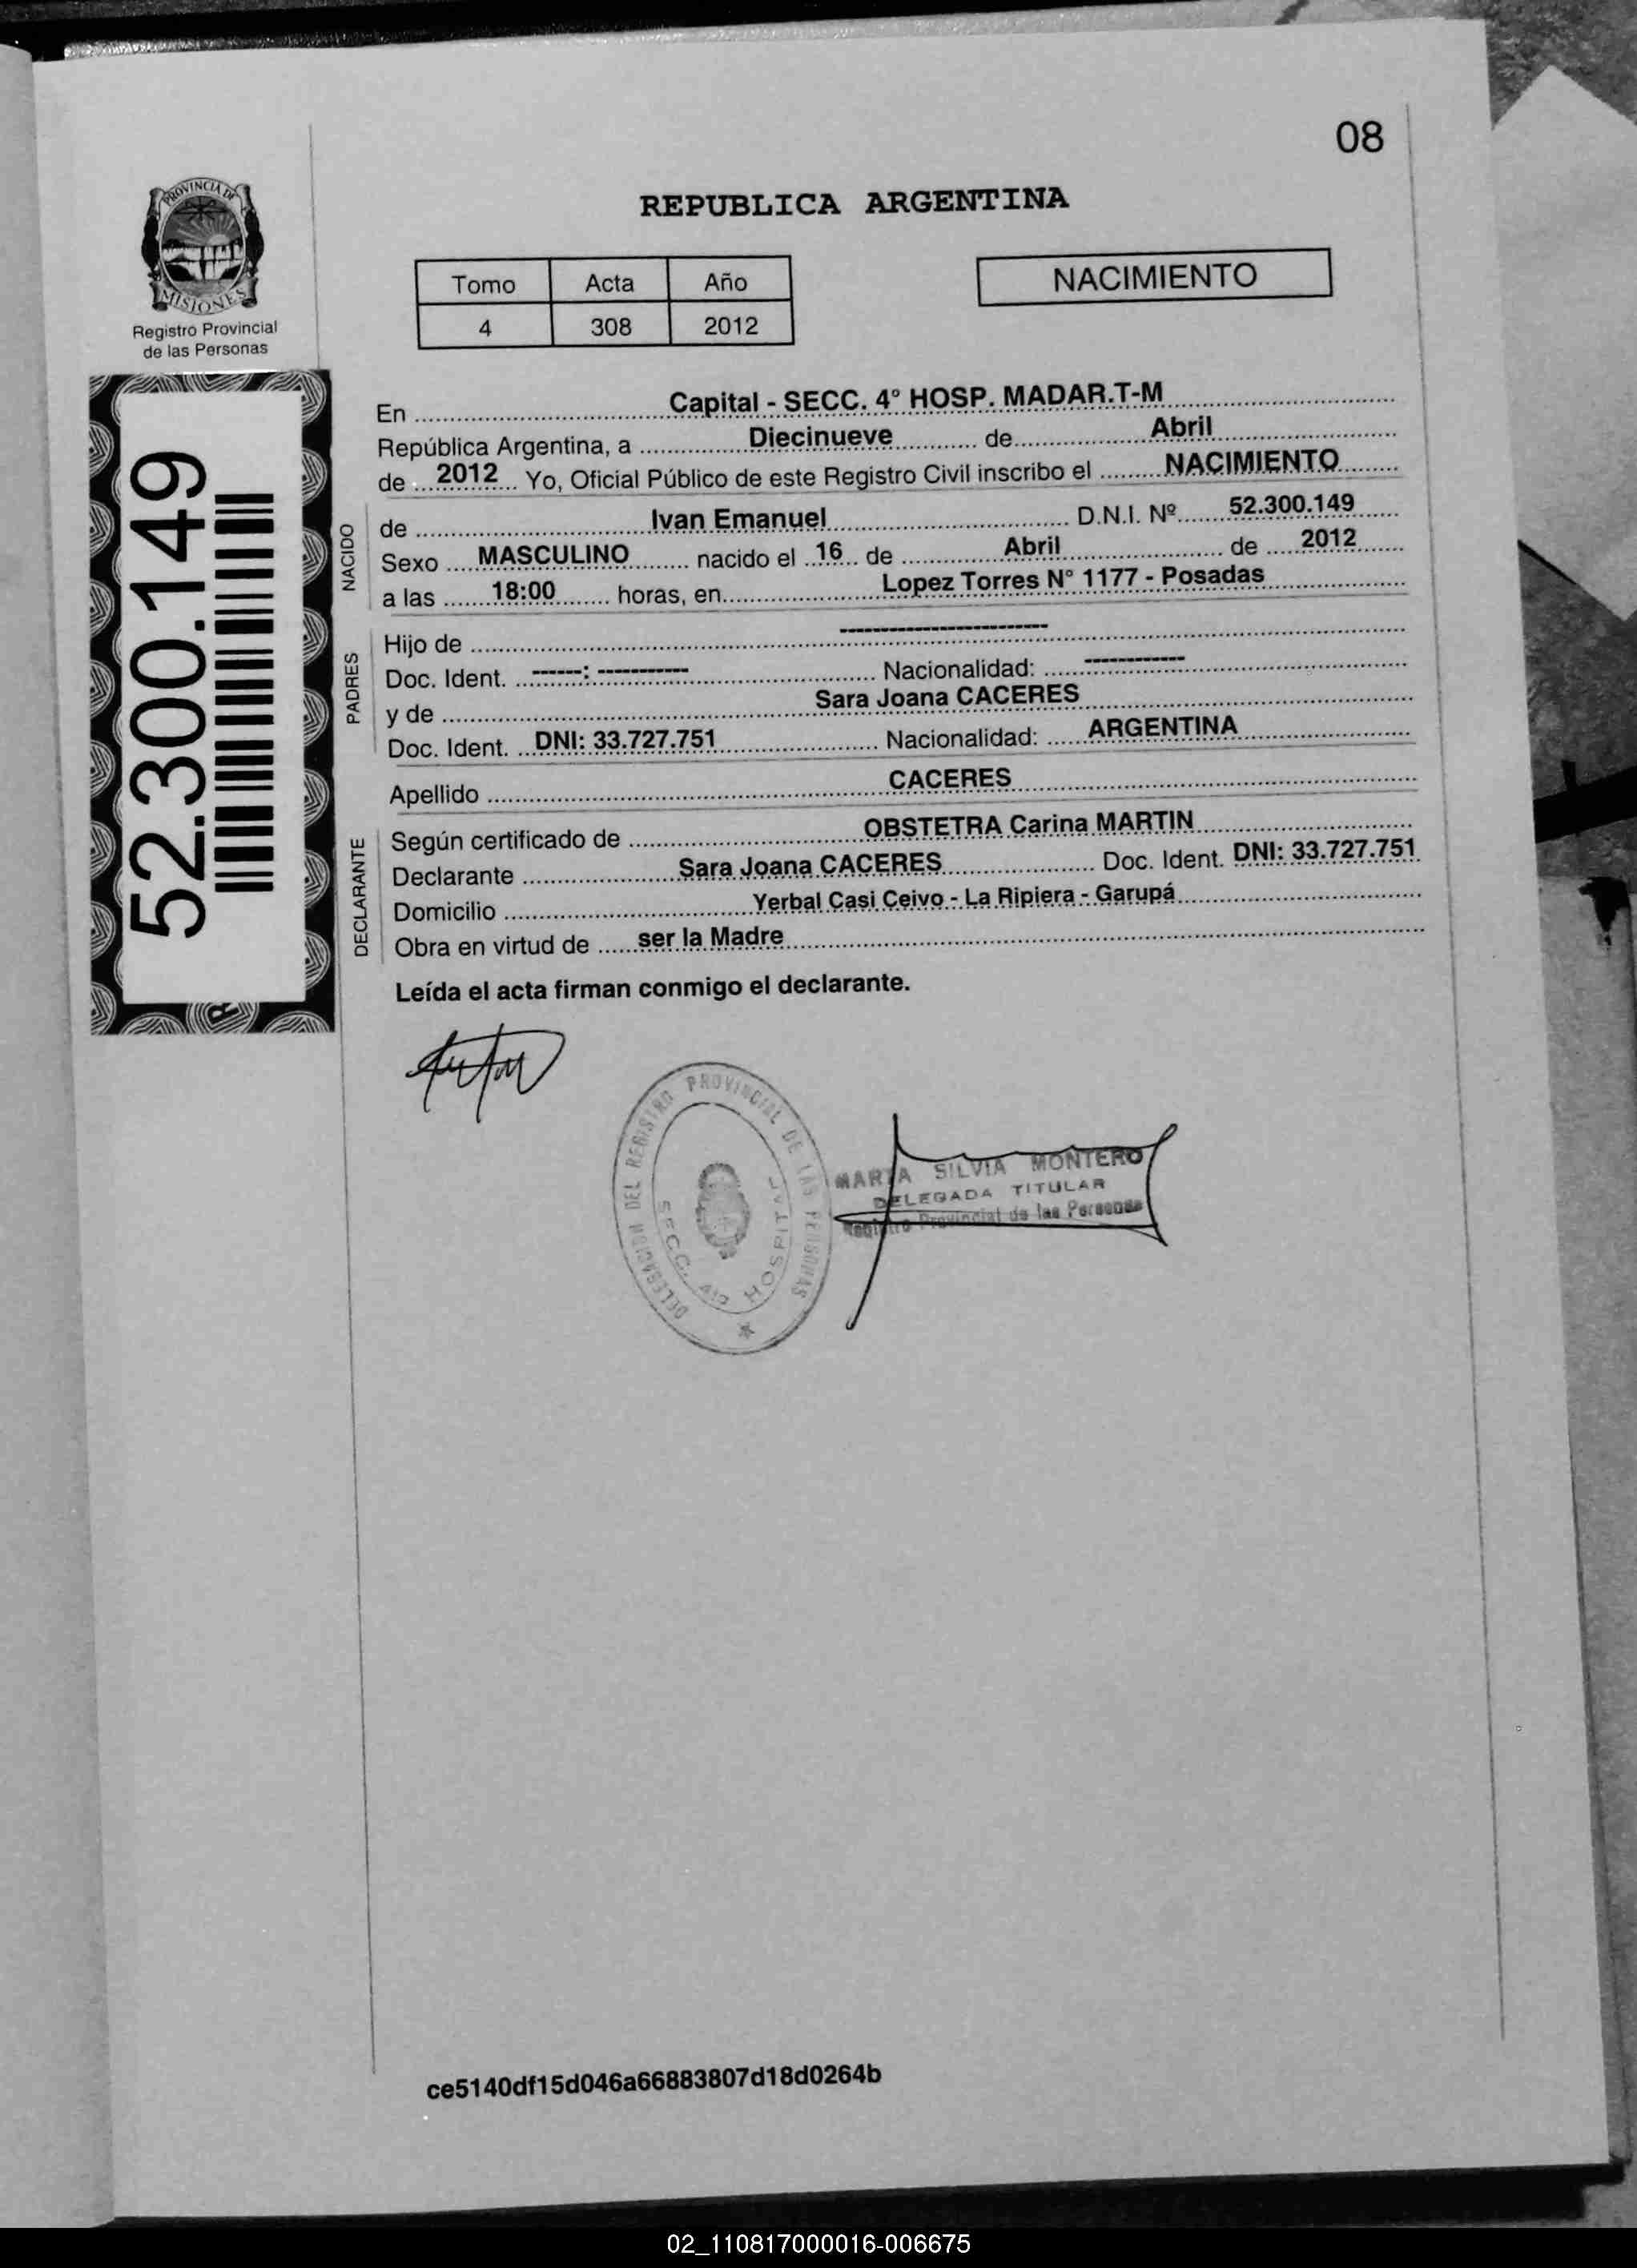 08
PROVINCIA DE
MISIONES
Registro Provincial
de las Personas
REPUBLICA ARGENTINA
Tomo Acta Año
4 308 2012
NACIMIENTO
52.300.149
En Capital - SECC. 4° HOSP. MADAR.T-M
República Argentina, a Diecinueve de Abril
de 2012 Yo, Oficial Público de este Registro Civil inscribo el NACIMIENTO
NACIDO
de Ivan Emanuel D.N.I. Nº 52.300.149
Sexo MASCULINO nacido el 16 de Abril de 2012
a las 18:00 horas, en Lopez Torres N° 1177 - Posadas
PADRES
Hijo de -------------------------
Doc. Ident. ------: ----------- Nacionalidad: ------------
y de Sara Joana CACERES
Doc. Ident. DNI: 33.727.751 Nacionalidad: ARGENTINA
Apellido CACERES
DECLARANTE
Según certificado de OBSTETRA Carina MARTIN
Declarante Sara Joana CACERES Doc. Ident. DNI: 33.727.751
Domicilio Yerbal Casi Ceivo - La Ripiera - Garupá
Obra en virtud de ser la Madre
Leída el acta firman conmigo el declarante.
DELEGACION DEL REGISTRO PROVINCIAL DE LAS PERSONAS
SECC. HOSPITAL
MARTA SILVIA MONTERO
DELEGADA TITULAR
Registro Provincial de las Personas
ce5140df15d046a66883807d18d0264b
02_110817000016-006675